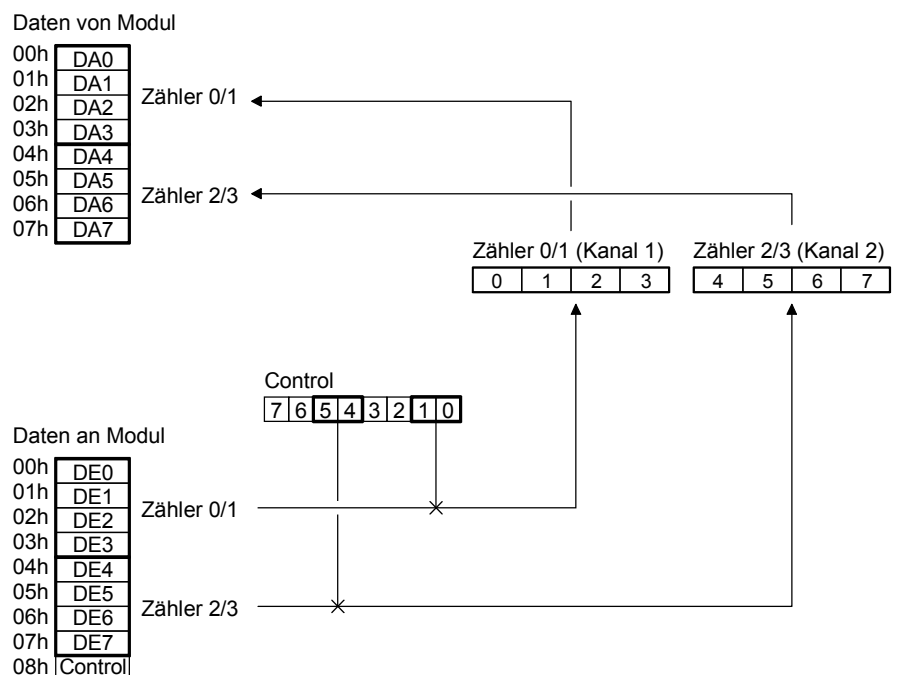 Daten von Modul
00h DA0
01h DA1
02h DA2
03h DA3
04h DA4
05h DA5
06h DA6
07h DA7
Zähler 0/1
Zähler 2/3
Zähler 0/1 (Kanal 1)
0 1 2 3
Zähler 2/3 (Kanal 2)
4 5 6 7
Control
7 6 5 4 3 2 1 0
Daten an Modul
00h DE0
01h DE1
02h DE2
03h DE3
04h DE4
05h DE5
06h DE6
07h DE7
08h Control
Zähler 0/1
Zähler 2/3